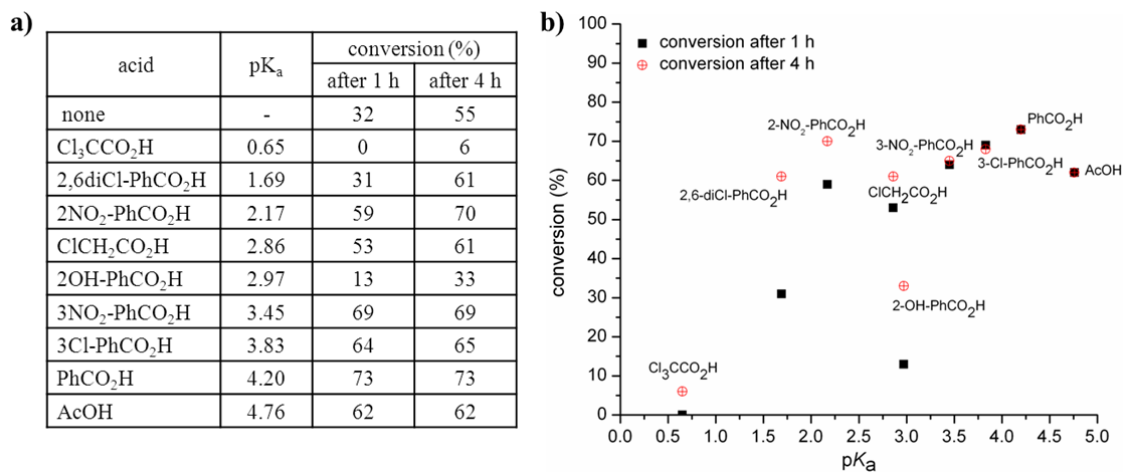 a)
acid pKₐ conversion (%)
after 1 h after 4 h
none - 32 55
Cl₃CCO₂H 0.65 0 6
2,6diCl-PhCO₂H 1.69 31 61
2NO₂-PhCO₂H 2.17 59 70
ClCH₂CO₂H 2.86 53 61
2OH-PhCO₂H 2.97 13 33
3NO₂-PhCO₂H 3.45 69 69
3Cl-PhCO₂H 3.83 64 65
PhCO₂H 4.20 73 73
AcOH 4.76 62 62
b)
conversion after 1 h
conversion after 4 h
conversion (%)
100
90
80
70
60
50
40
30
20
10
0
2-NO₂-PhCO₂H
PhCO₂H
3-NO₂-PhCO₂H
3-Cl-PhCO₂H
AcOH
2,6-diCl-PhCO₂H
ClCH₂CO₂H
2-OH-PhCO₂H
Cl₃CCO₂H
0.0 0.5 1.0 1.5 2.0 2.5 3.0 3.5 4.0 4.5 5.0
pKₐ